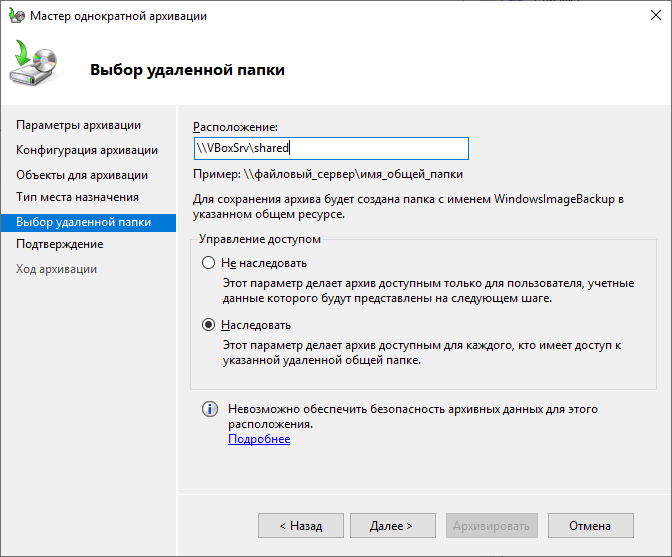 Мастер однократной архивации
Выбор удаленной папки
Параметры архивации
Конфигурация архивации
Объекты для архивации
Тип места назначения
Выбор удаленной папки
Подтверждение
Ход архивации
Расположение:
\\VBoxSrv\shared
Пример: \\файловый_сервер\имя_общей_папки
Для сохранения архива будет создана папка с именем WindowsImageBackup в
указанном общем ресурсе.
Управление доступом
Не наследовать
Этот параметр делает архив доступным только для пользователя, учетные
данные которого будут представлены на следующем шаге.
Наследовать
Этот параметр делает архив доступным для каждого, кто имеет доступ к
указанной удаленной общей папке.
Невозможно обеспечить безопасность архивных данных для этого
расположения.
Подробнее
< Назад
Далее >
Архивировать
Отмена